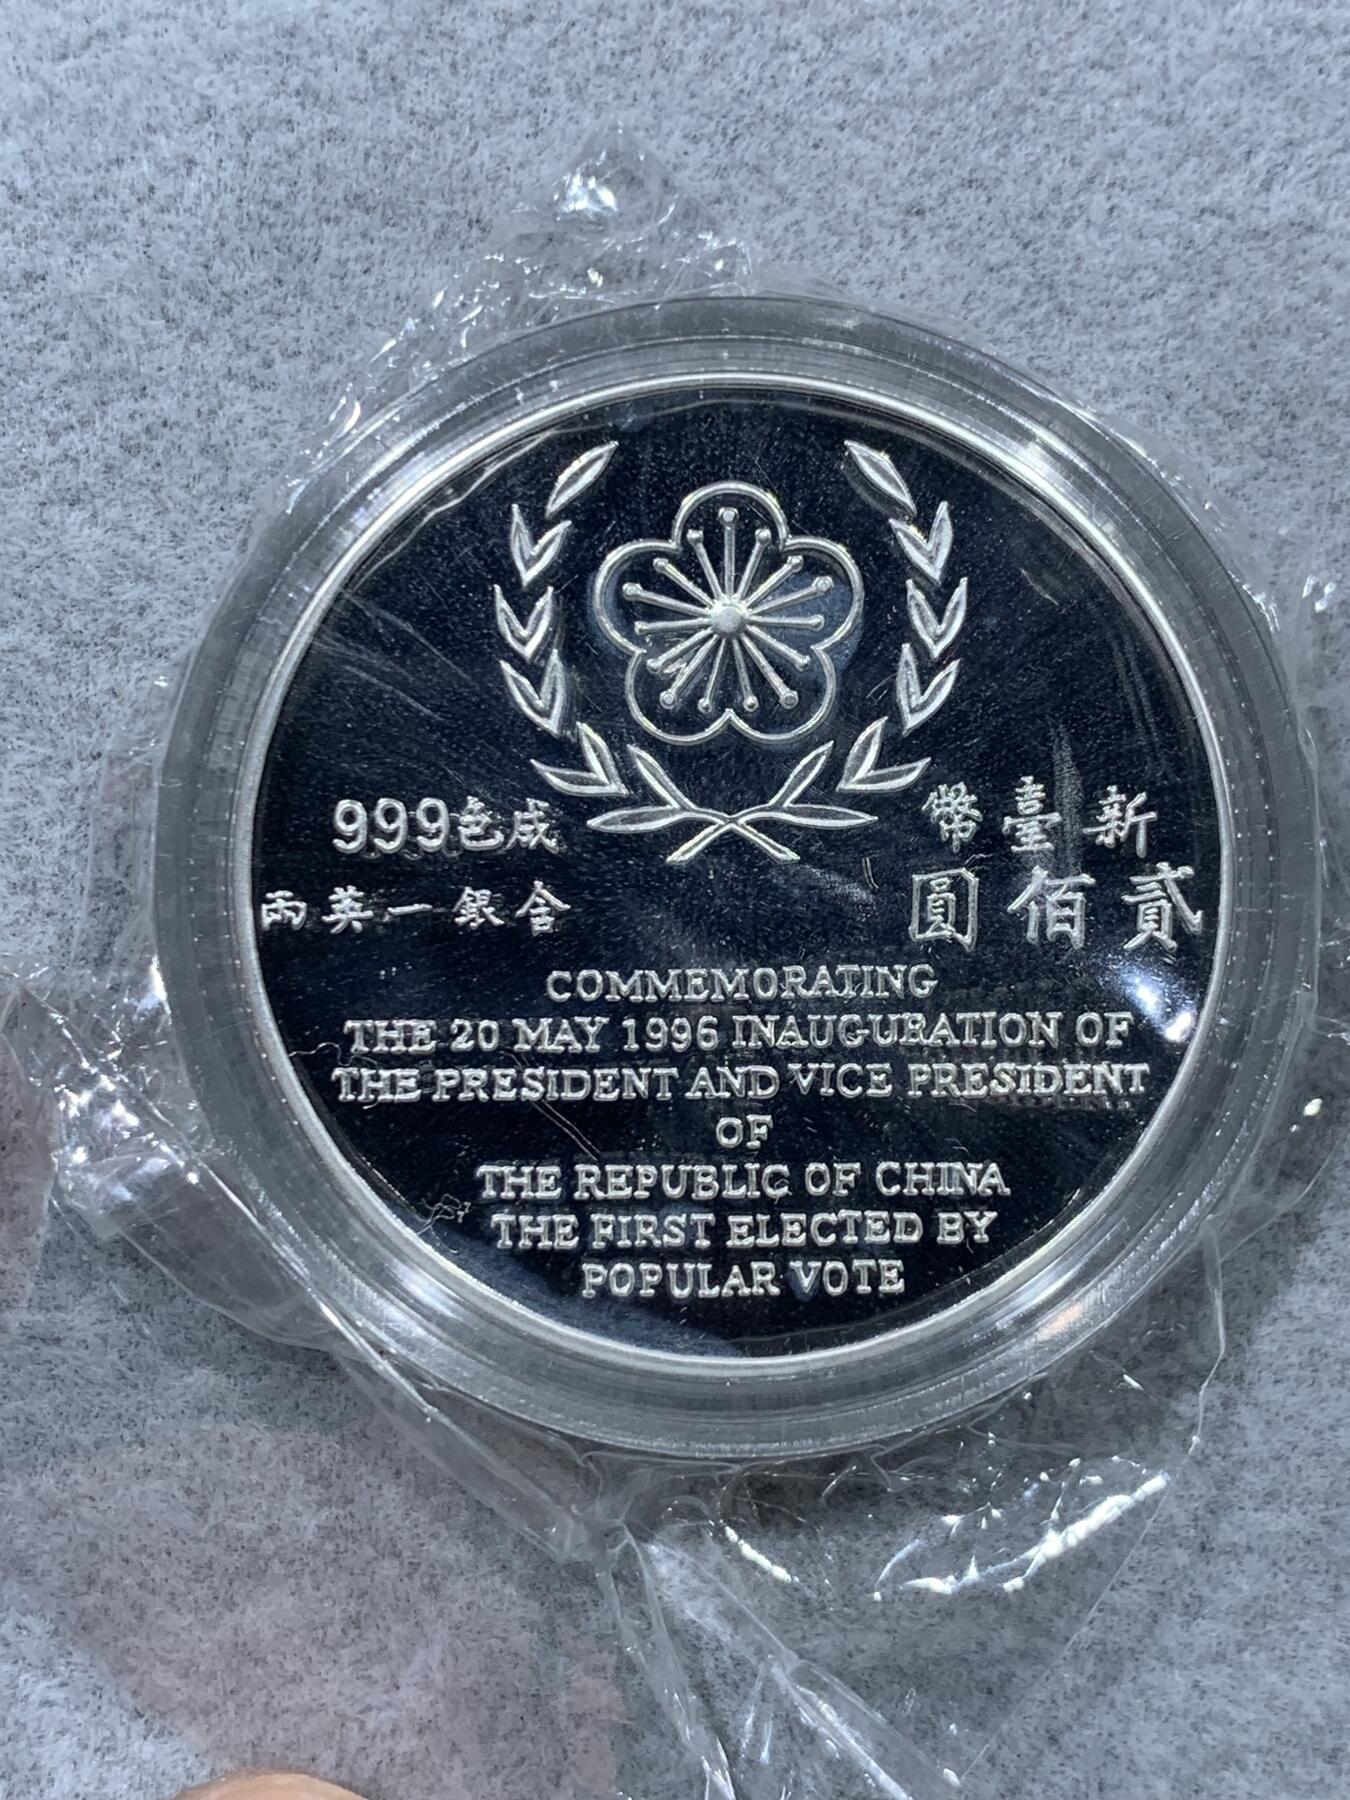 新臺幣
貳佰圓
成色999
含銀一英兩
COMMEMORATING
THE 20 MAY 1996 INAUGURATION OF
THE PRESIDENT AND VICE PRESIDENT
OF
THE REPUBLIC OF CHINA
THE FIRST ELECTED BY
POPULAR VOTE